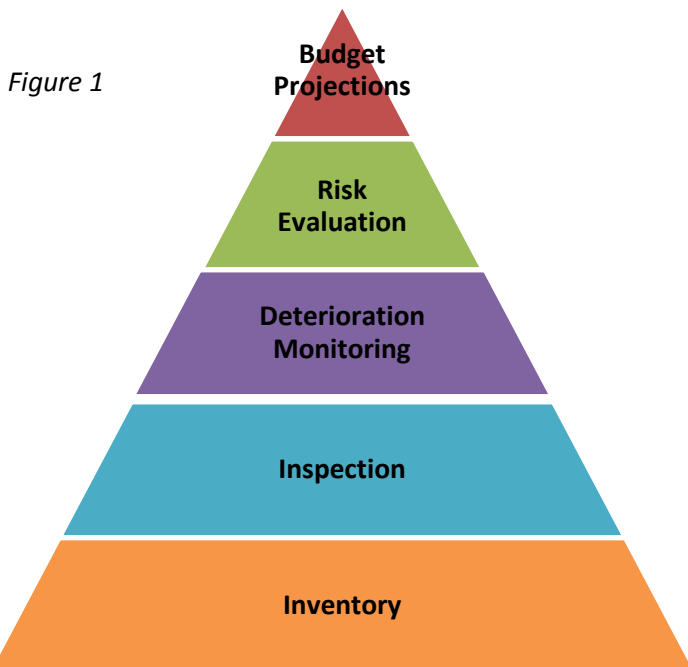 Figure 1
Budget
Projections
Risk
Evaluation
Deterioration
Monitoring
Inspection
Inventory